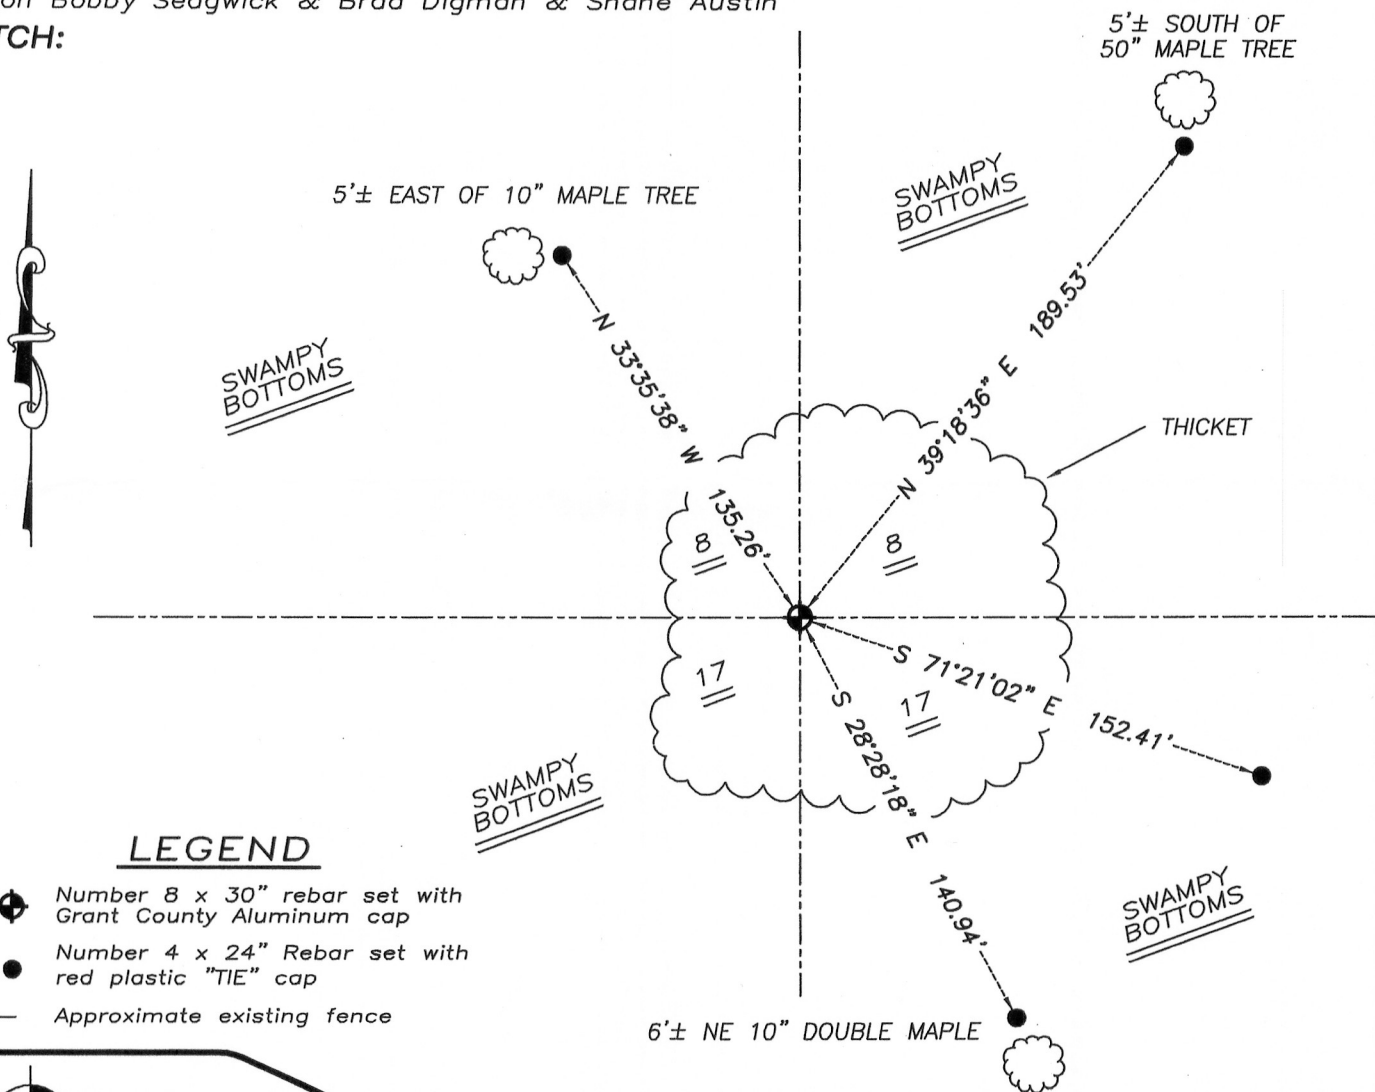 on Bobby Sedgwick & Brad Digman & Shane Austin
TCH:
5'± SOUTH OF
50" MAPLE TREE
5'± EAST OF 10" MAPLE TREE
SWAMPY
BOTTOMS
SWAMPY
BOTTOMS
N 33°35'38" W 135.26'
N 39°18'36" E 189.53'
THICKET
8
8
17
17
S 71°21'02" E 152.41'
S 28°28'18" E 140.94'
SWAMPY
BOTTOMS
SWAMPY
BOTTOMS
6'± NE 10" DOUBLE MAPLE
LEGEND
Number 8 x 30" rebar set with
Grant County Aluminum cap
Number 4 x 24" Rebar set with
red plastic "TIE" cap
Approximate existing fence